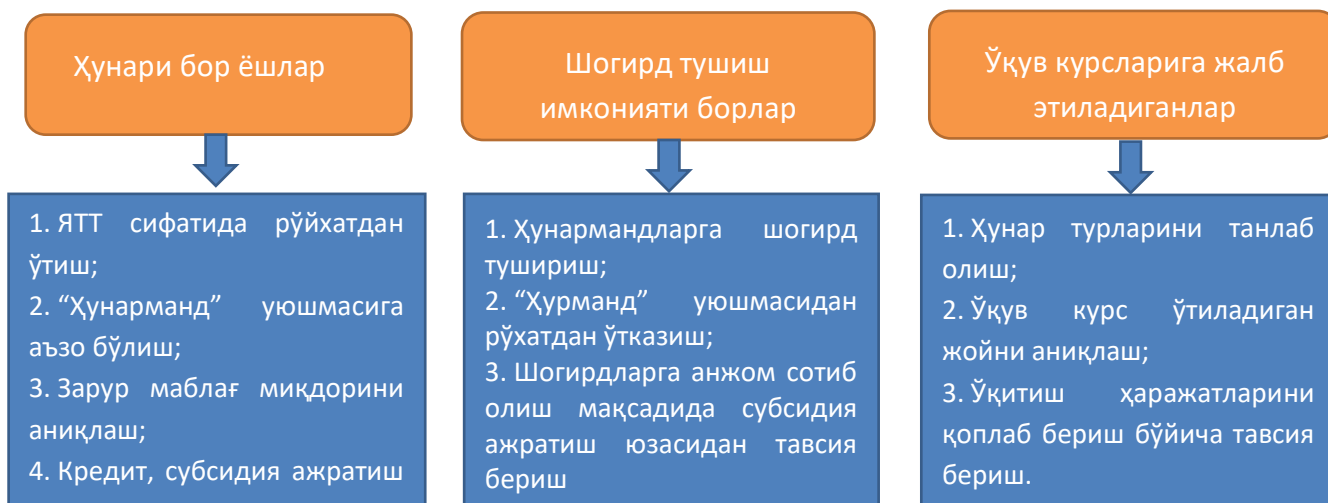 Ҳунари бор ёшлар
1. ЯТТ сифатида рўйхатдан
ўтиш;
2. “Ҳунарманд” уюшмасига
аъзо бўлиш;
3. Зарур маблағ миқдорини
аниқлаш;
4. Кредит, субсидия ажратиш
Шогирд тушиш
имконияти борлар
1. Ҳунармандларга шогирд
тушириш;
2. “Ҳурманд” уюшмасидан
рўхатдан ўтказиш;
3. Шогирдларга анжом сотиб
олиш мақсадида субсидия
ажратиш юзасидан тавсия
бериш
Ўқув курсларига жалб
этиладиганлар
1. Ҳунар турларини танлаб
олиш;
2. Ўқув курс ўтиладиган
жойни аниқлаш;
3. Ўқитиш ҳаражатларини
қоплаб бериш бўйича тавсия
бериш.